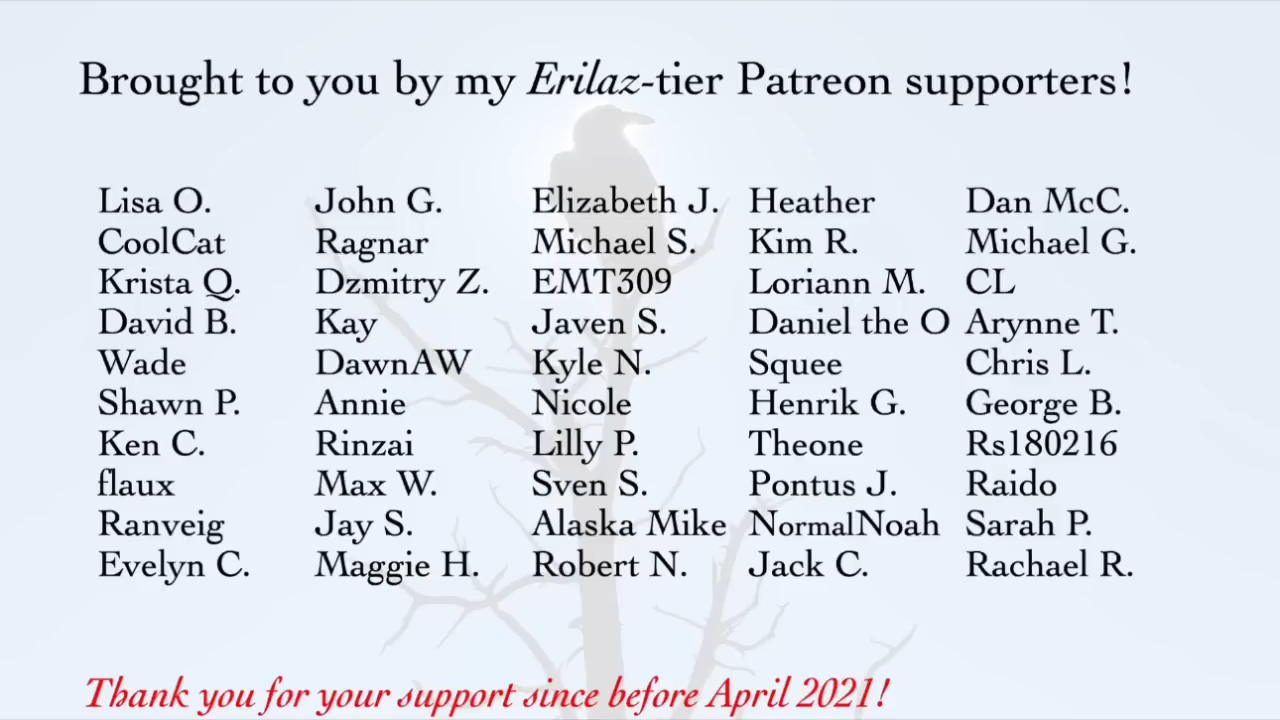 Brought to you by my Erilaz-tier Patreon supporters!
Lisa O. John G. Elizabeth J. Heather Dan McC.
CoolCat Ragnar Michael S. Kim R. Michael G.
Krista Q. Dzmitry Z. EMT309 Loriann M. CL
David B. Kay Javen S. Daniel the O Arynne T.
Wade DawnAW Kyle N. Squee Chris L.
Shawn P. Annie Nicole Henrik G. George B.
Ken C. Rinzai Lilly P. Theone Rs180216
flaux Max W. Sven S. Pontus J. Raido
Ranveig Jay S. Alaska Mike NormalNoah Sarah P.
Evelyn C. Maggie H. Robert N. Jack C. Rachael R.
Thank you for your support since before April 2021!